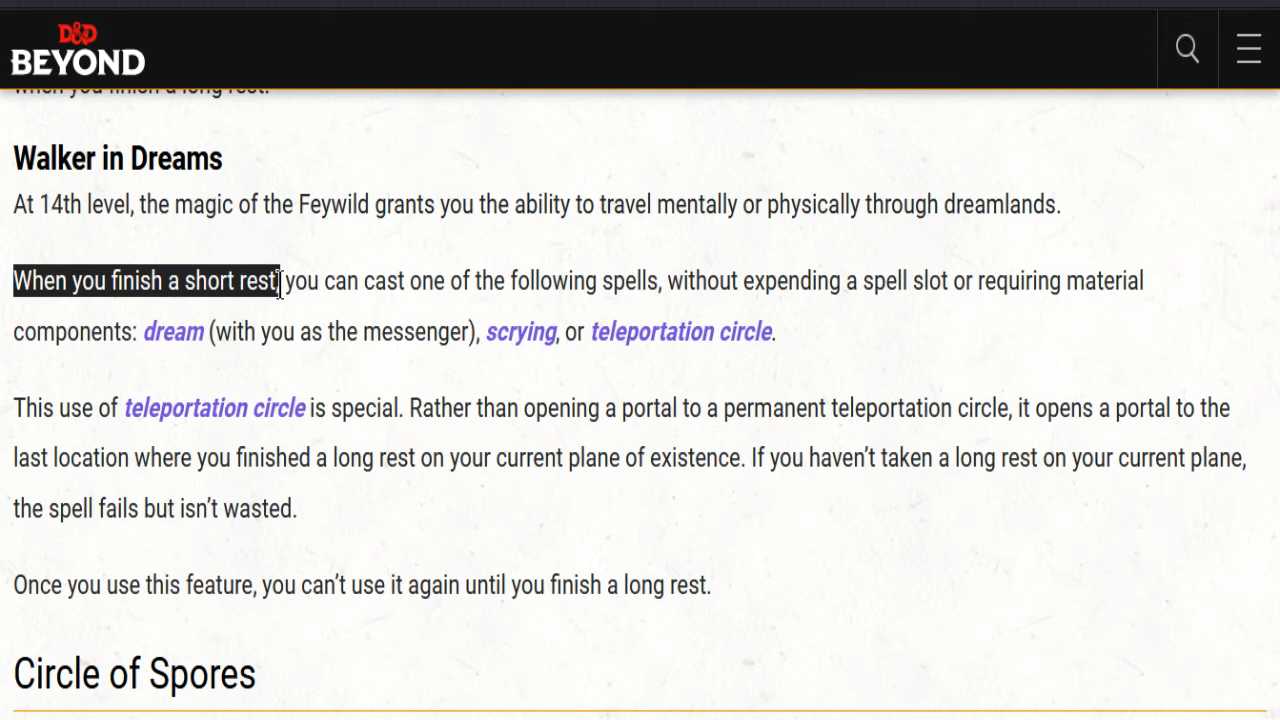 D&D
BEYOND
when you finish a long rest.
Walker in Dreams
At 14th level, the magic of the Feywild grants you the ability to travel mentally or physically through dreamlands.
When you finish a short rest, you can cast one of the following spells, without expending a spell slot or requiring material
components: dream (with you as the messenger), scrying, or teleportation circle.
This use of teleportation circle is special. Rather than opening a portal to a permanent teleportation circle, it opens a portal to the
last location where you finished a long rest on your current plane of existence. If you haven’t taken a long rest on your current plane,
the spell fails but isn’t wasted.
Once you use this feature, you can’t use it again until you finish a long rest.
Circle of Spores